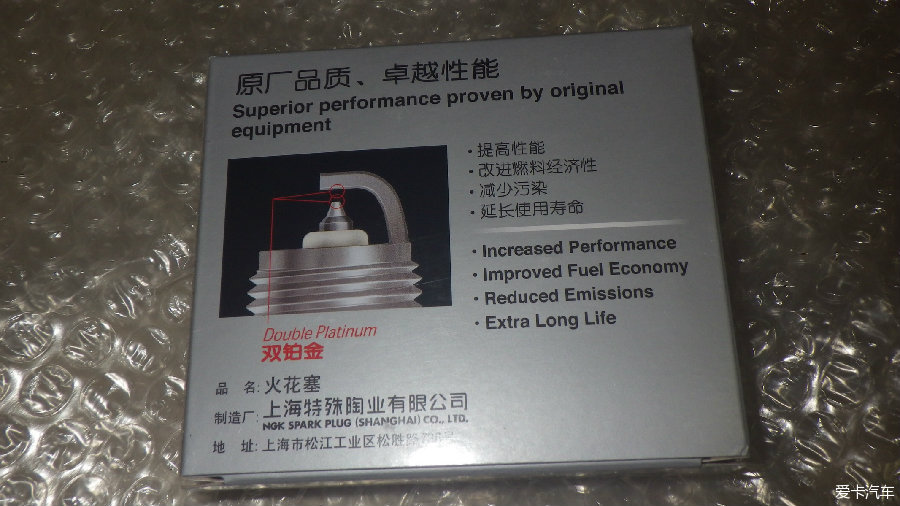 原厂品质、卓越性能
Superior performance proven by original
equipment
· 提高性能
· 改进燃料经济性
· 减少污染
· 延长使用寿命
· Increased Performance
· Improved Fuel Economy
· Reduced Emissions
· Extra Long Life
Double Platinum
双铂金
品 名: 火花塞
制造厂: 上海特殊陶业有限公司
NGK SPARK PLUG (SHANGHAI) CO., LTD.
地 址: 上海市松江工业区松胜路
爱卡汽车